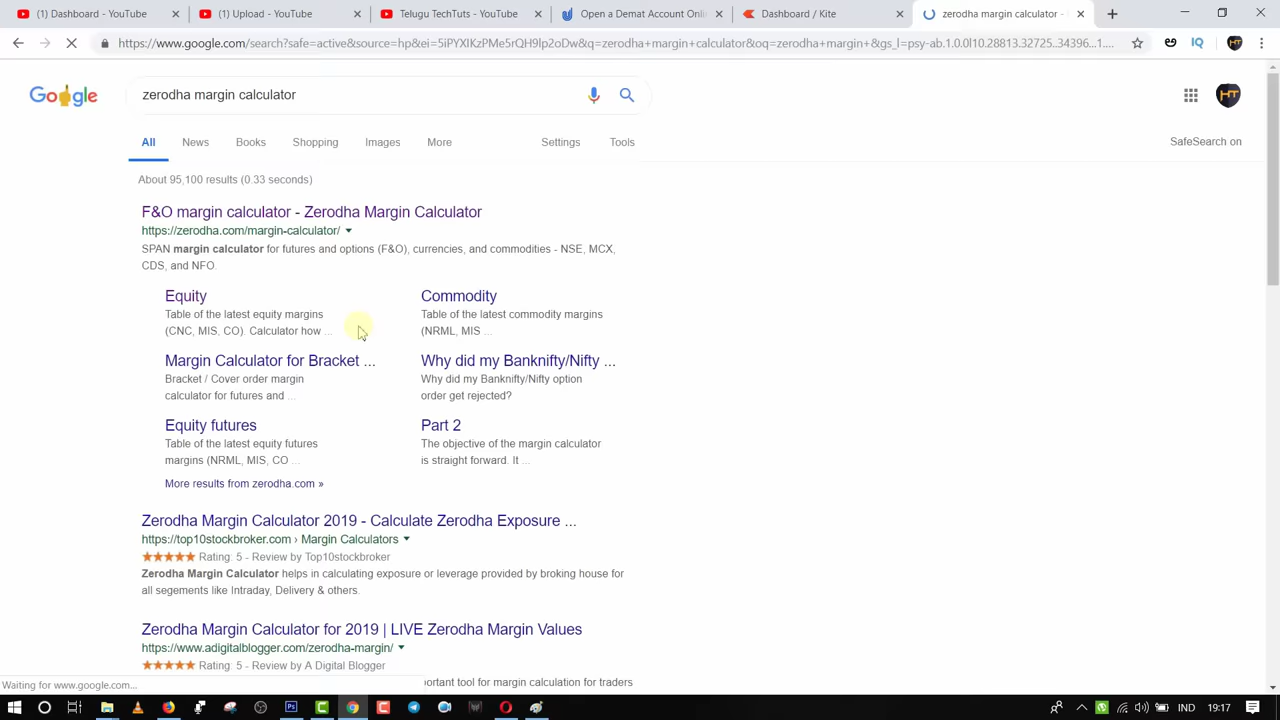 (1) Dashboard - YouTube
(1) Upload - YouTube
Telugu TechTuts - YouTube
Open a Demat Account Online
Dashboard / Kite
zerodha margin calculator -
https://www.google.com/search?safe=active&source=hp&ei=5iPYXIKzPMe5rQH9Ip2oDw&q=zerodha+margin+calculator&oq=zerodha+margin+&gs_l=psy-ab.1.0.0l10.28813.32725..34396...1....
Google
zerodha margin calculator
All News Books Shopping Images More Settings Tools
SafeSearch on
About 95,100 results (0.33 seconds)
F&O margin calculator - Zerodha Margin Calculator
https://zerodha.com/margin-calculator/
SPAN margin calculator for futures and options (F&O), currencies, and commodities - NSE, MCX,
CDS, and NFO.
Equity
Table of the latest equity margins
(CNC, MIS, CO). Calculator how ...
Commodity
Table of the latest commodity margins
(NRML, MIS ...
Margin Calculator for Bracket ...
Bracket / Cover order margin
calculator for futures and ...
Why did my Banknifty/Nifty ...
Why did my Banknifty/Nifty option
order get rejected?
Equity futures
Table of the latest equity futures
margins (NRML, MIS, CO ...
Part 2
The objective of the margin calculator
is straight forward. It ...
More results from zerodha.com »
Zerodha Margin Calculator 2019 - Calculate Zerodha Exposure ...
https://top10stockbroker.com › Margin Calculators
Rating: 5 - Review by Top10stockbroker
Zerodha Margin Calculator helps in calculating exposure or leverage provided by broking house for
all segements like Intraday, Delivery & others.
Zerodha Margin Calculator for 2019 | LIVE Zerodha Margin Values
https://www.adigitalblogger.com/zerodha-margin/
Rating: 5 - Review by A Digital Blogger
portant tool for margin calculation for traders
Waiting for www.google.com...
IND 19:17